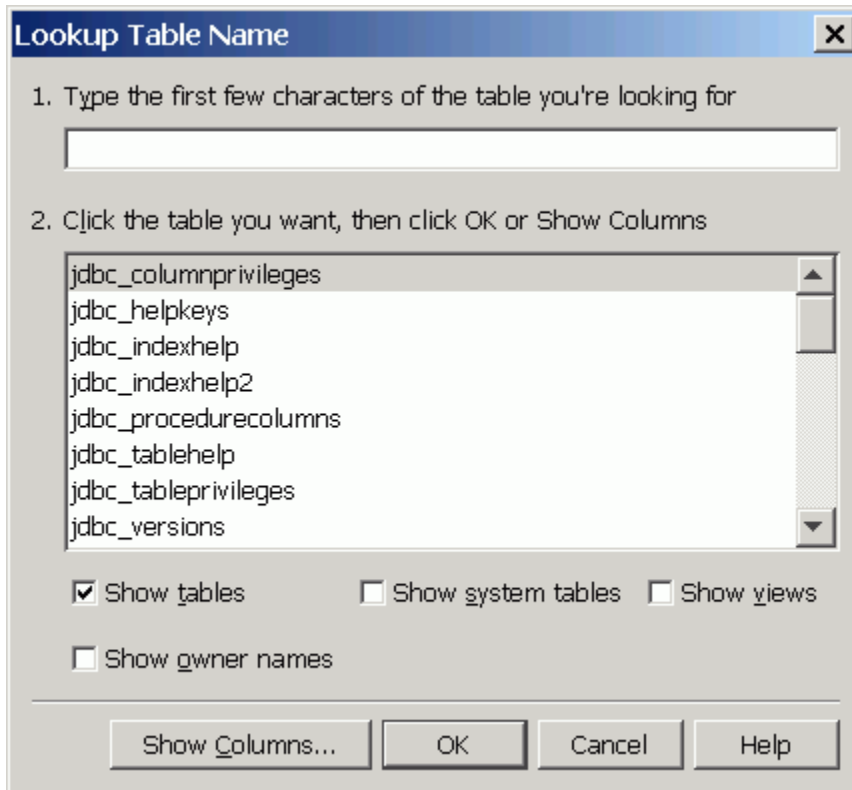 Lookup Table Name
1. Type the first few characters of the table you're looking for
2. Click the table you want, then click OK or Show Columns
jdbc_columnprivileges
jdbc_helpkeys
jdbc_indexhelp
jdbc_indexhelp2
jdbc_procedurecolumns
jdbc_tablehelp
jdbc_tableprivileges
jdbc_versions
Show tables Show system tables Show views
Show owner names
Show Columns... OK Cancel Help